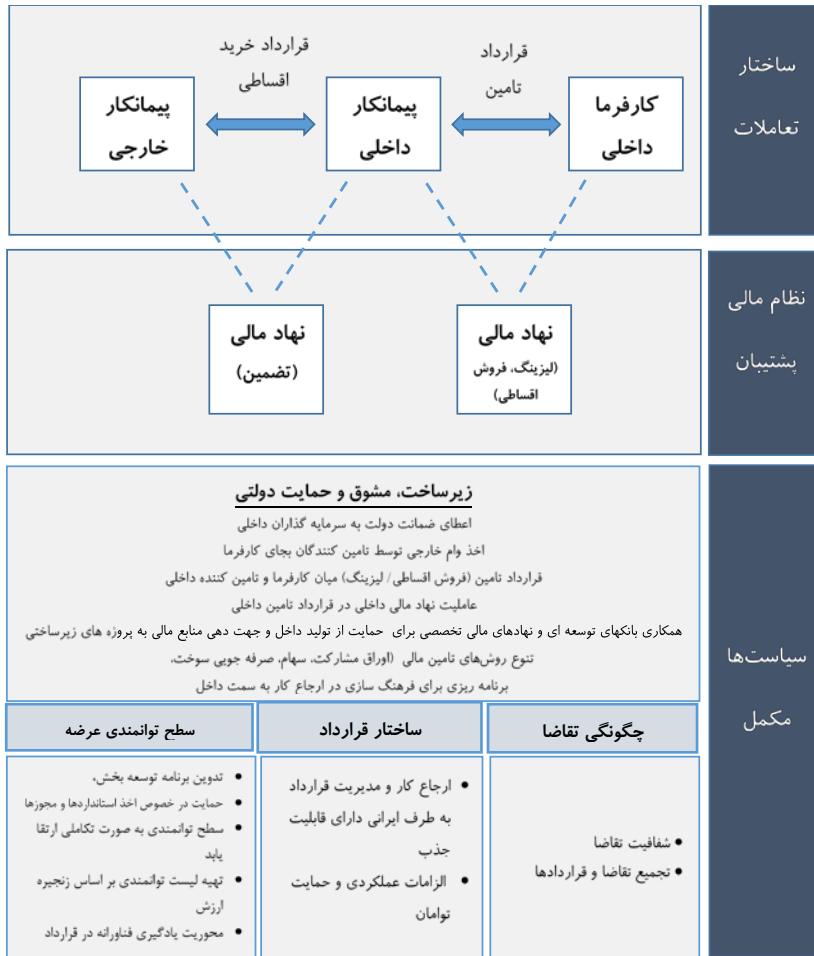 ساختار
تعاملات
قرارداد
تامین
قرارداد خرید
اقساطی
کارفرما
داخلی
پیمانکار
داخلی
پیمانکار
خارجی
نظام مالی
پشتیبان
نهاد مالی
(لیزینگ، فروش
اقساطی)
نهاد مالی
(تضمین)
سیاست‌ها
مکمل
زیرساخت، مشوق و حمایت دولتی
اعطای ضمانت دولت به سرمایه گذاران داخلی
اخذ وام خارجی توسط تامین کنندگان بجای کارفرما
قرارداد تامین (فروش اقساطی/ لیزینگ) میان کارفرما و تامین کننده داخلی
عاملیت نهاد مالی داخلی در قرارداد تامین داخلی
همکاری بانکهای توسعه ای و نهادهای مالی تخصصی برای حمایت از تولید داخل و جهت دهی منابع مالی به پروژه های زیرساختی
تنوع روش‌های تامین مالی (اوراق مشارکت، سهام، صرفه جویی سوخت،
برنامه ریزی برای فرهنگ سازی در ارجاع کار به سمت داخل
چگونگی تقاضا
• شفافیت تقاضا
• تجمیع تقاضا و قراردادها
ساختار قرارداد
• ارجاع کار و مدیریت قرارداد
به طرف ایرانی دارای قابلیت
جذب
• الزامات عملکردی و حمایت
توامان
سطح توانمندی عرضه
• تدوین برنامه توسعه بخش،
• حمایت در خصوص اخذ استانداردها و مجوزها
• سطح توانمندی به صورت تکاملی ارتقا
یابد
• تهیه لیست توانمندی بر اساس زنجیره
ارزش
• محوریت یادگیری فناورانه در قرارداد